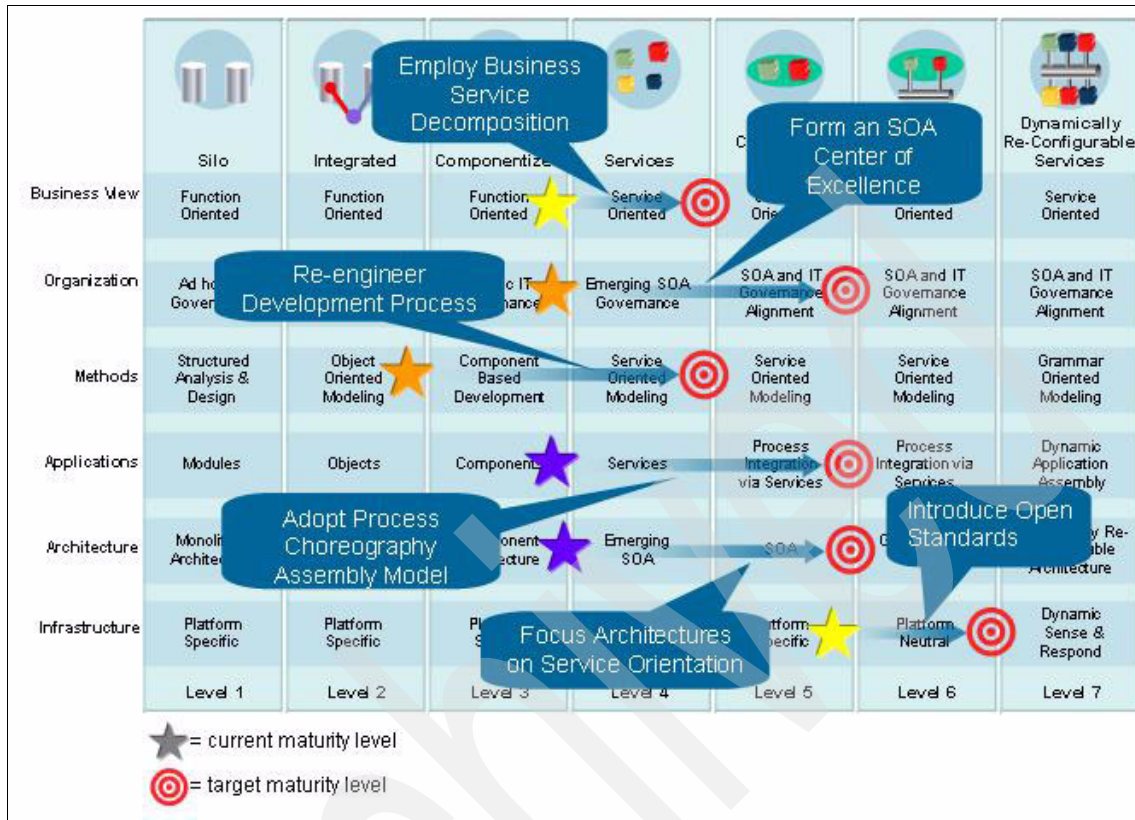 Employ Business
Service
Decomposition
Form an SOA
Center of
Excellence
Silo
Integrated
Services
Dynamically
Re-Configurable
Services
Business View
Function
Oriented
Function
Oriented
Function
Oriented
Service
Oriented
Oriented
Service
Oriented
Organization
Re-engineer
Development Process
Emerging SOA
Governance
SOA and IT
Governance
Alignment
SOA and IT
Governance
Alignment
SOA and IT
Governance
Alignment
Methods
Structured
Analysis &
Design
Object
Oriented
Modeling
Component
Based
Development
Service
Oriented
Modeling
Service
Oriented
Modeling
Service
Oriented
Modeling
Grammar
Oriented
Modeling
Applications
Modules
Objects
Services
Process
Integration
via Services
Process
Integration via
Services
Dynamic
Application
Assembly
Adopt Process
Choreography
Assembly Model
Introduce Open
Standards
Architecture
Emerging
SOA
SOA
Architecture
Infrastructure
Platform
Specific
Platform
Specific
Focus Architectures
on Service Orientation
Platform
Neutral
Dynamic
Sense &
Respond
Level 1
Level 2
Level 3
Level 4
Level 5
Level 6
Level 7
= current maturity level
= target maturity level